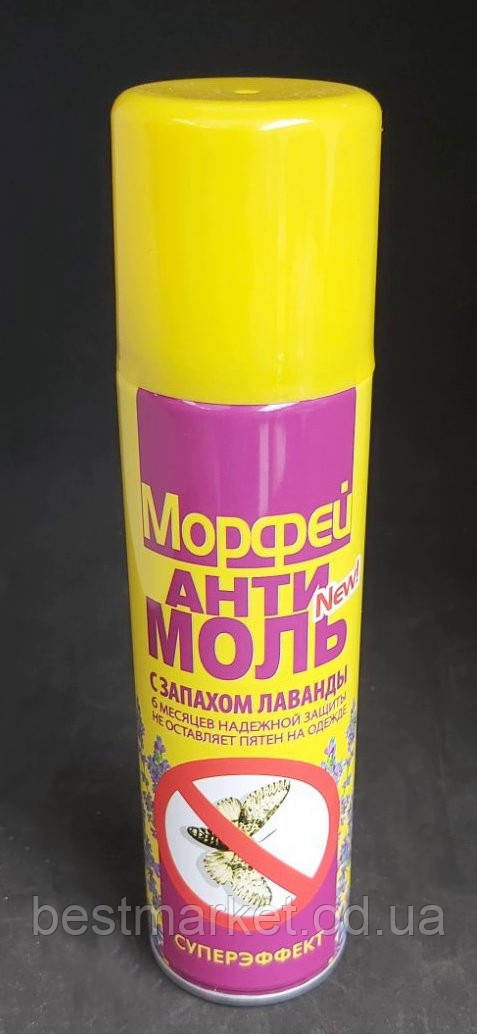 Морфей
АНТИ
МОЛЬ
New!
С ЗАПАХОМ ЛАВАНДЫ
6 МЕСЯЦЕВ НАДЕЖНОЙ ЗАЩИТЫ
НЕ ОСТАВЛЯЕТ ПЯТЕН НА ОДЕЖДЕ
bestmarket.od.ua
СУПЕРЭФФЕКТ